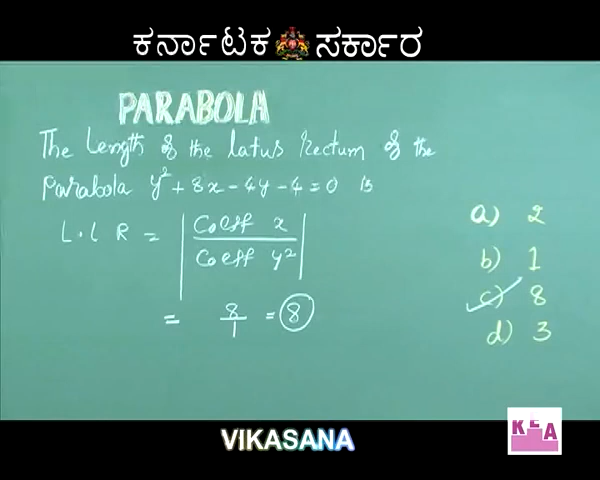 ಕರ್ನಾಟಕ ಸರ್ಕಾರ
PARABOLA
The Length of the latus Rectum of the
Parabola y² + 8x - 4y - 4 = 0 is
L.L R = | Coeff x / Coeff y² |
= 8/1 = 8
a) 2
b) 1
c) 8
d) 3
KEA
VIKASANA